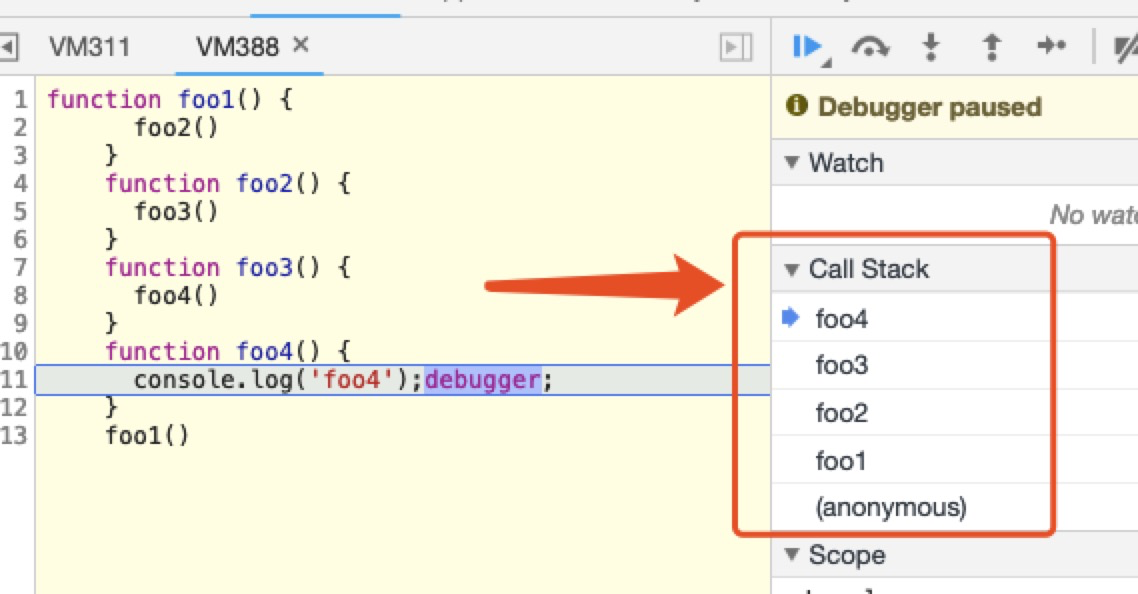 VM311
VM388 ×
1 function foo1() {
2 foo2()
3 }
4 function foo2() {
5 foo3()
6 }
7 function foo3() {
8 foo4()
9 }
10 function foo4() {
11 console.log('foo4');debugger;
12 }
13 foo1()
Debugger paused
Watch
No wat
Call Stack
foo4
foo3
foo2
foo1
(anonymous)
Scope